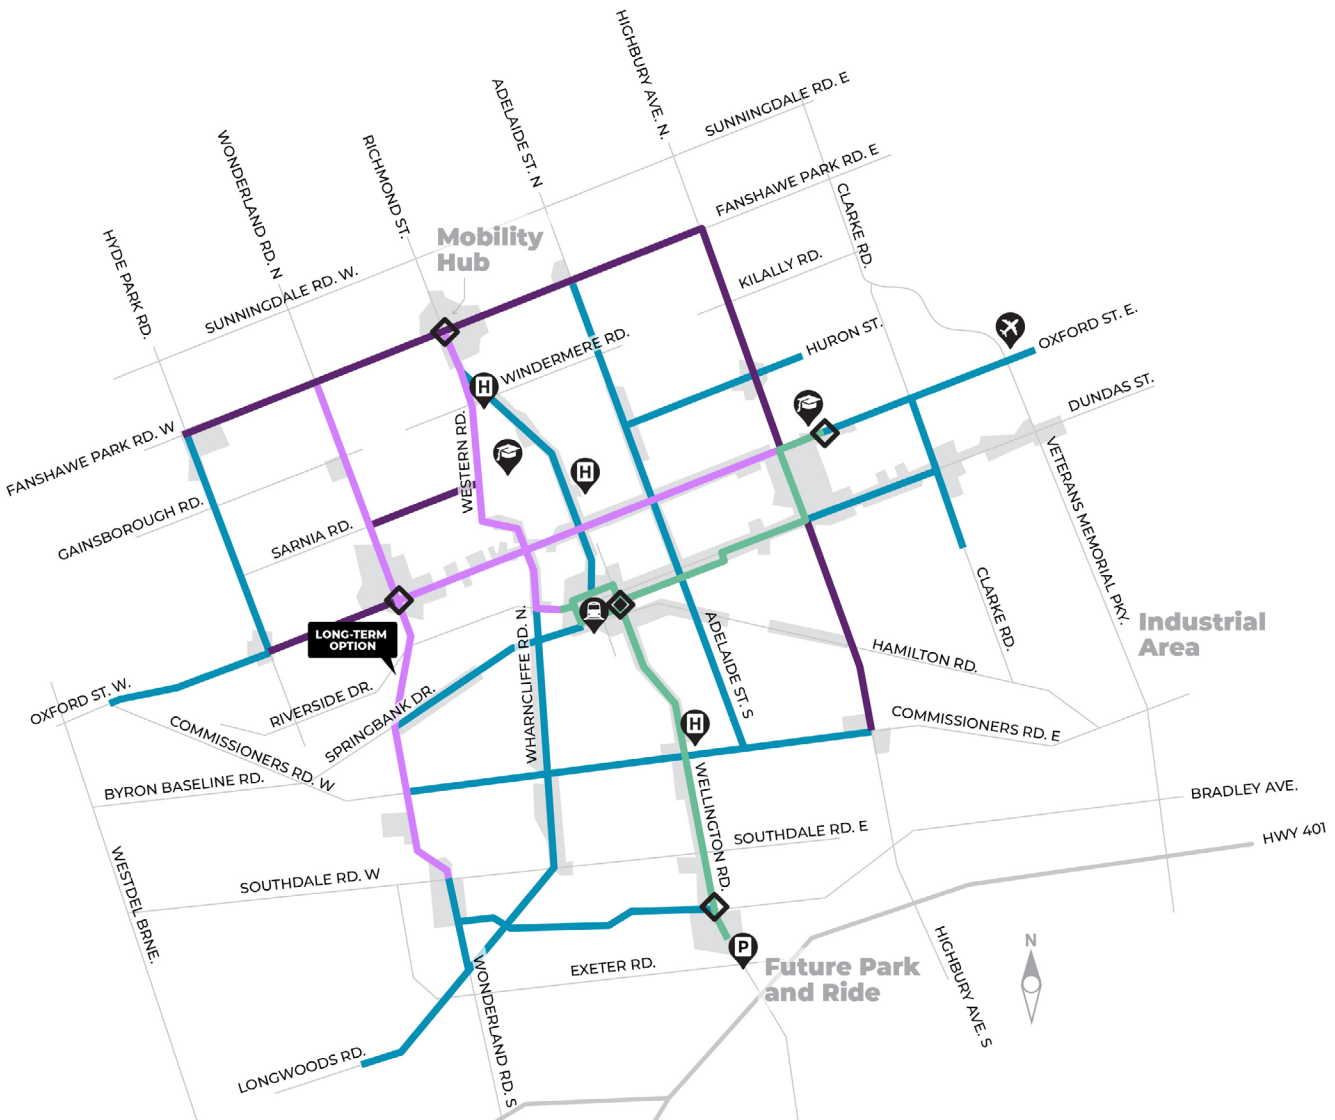 HIGHBURY AVE. N.
ADELAIDE ST. N
SUNNINGDALE RD. E
WONDERLAND RD. N
RICHMOND ST.
FANSHAWE PARK RD. E
HYDE PARK RD.
CLARKE RD.
Mobility
Hub
KILALLY RD.
SUNNINGDALE RD. W.
HURON ST.
OXFORD ST. E.
WINDERMERE RD.
H
DUNDAS ST.
FANSHAWE PARK RD. W
WESTERN RD.
H
VETERANS MEMORIAL PKY.
GAINSBOROUGH RD.
SARNIA RD.
CLARKE RD.
Industrial
Area
LONG-TERM
OPTION
WHARNCLIFFE RD. N.
ADELAIDE ST. S
HAMILTON RD.
OXFORD ST. W.
RIVERSIDE DR.
SPRINGBANK DR.
H
COMMISSIONERS RD. E
COMMISSIONERS RD. W
BYRON BASELINE RD.
WELLINGTON RD.
BRADLEY AVE.
SOUTHDALE RD. E
HWY 401
WESTDEL BRNE.
SOUTHDALE RD. W
P
N
EXETER RD.
Future Park
and Ride
HIGHBURY AVE. S
WONDERLAND RD. S
LONGWOODS RD.